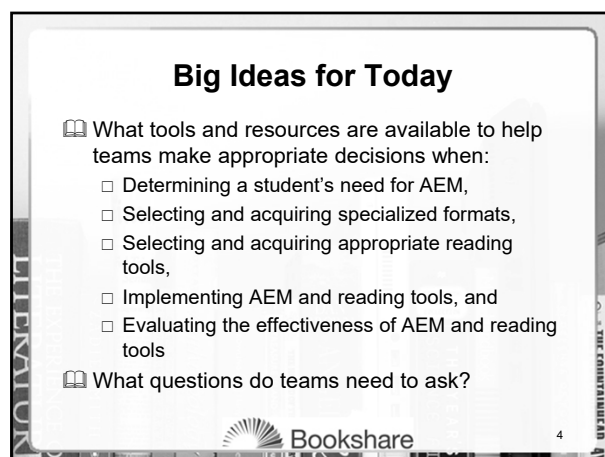 Big Ideas for Today
🕮 What tools and resources are available to help
teams make appropriate decisions when:
□ Determining a student's need for AEM,
□ Selecting and acquiring specialized formats,
□ Selecting and acquiring appropriate reading
tools,
□ Implementing AEM and reading tools, and
□ Evaluating the effectiveness of AEM and reading
tools
🕮 What questions do teams need to ask?
Bookshare
4